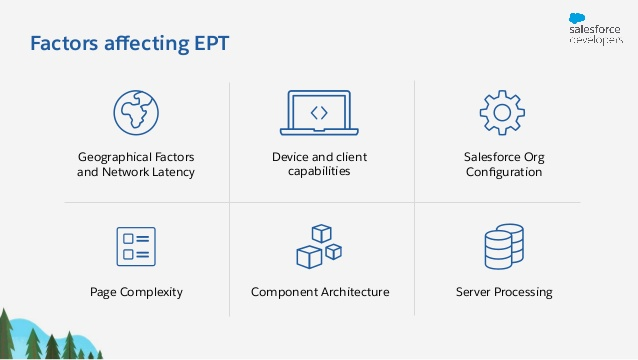 Factors affecting EPT
salesforce
developers
Geographical Factors
and Network Latency
Device and client
capabilities
Salesforce Org
Configuration
Page Complexity
Component Architecture
Server Processing